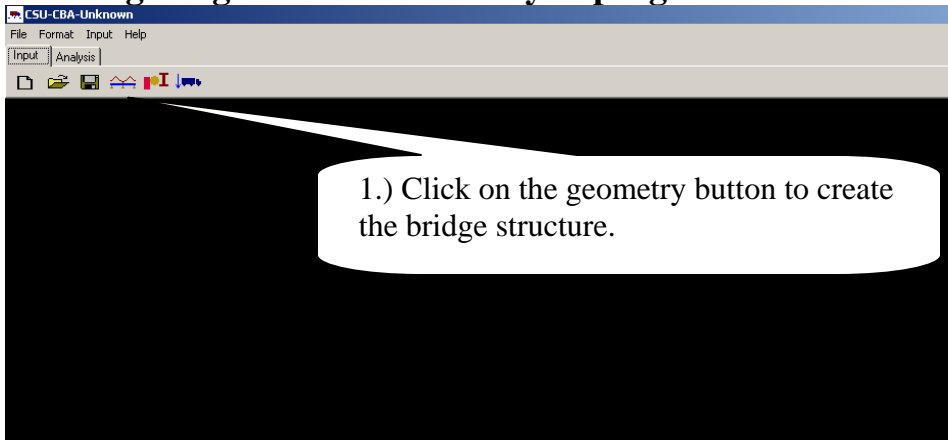 CSU-CBA-Unknown
File Format Input Help
Input Analysis
1.) Click on the geometry button to create
the bridge structure.